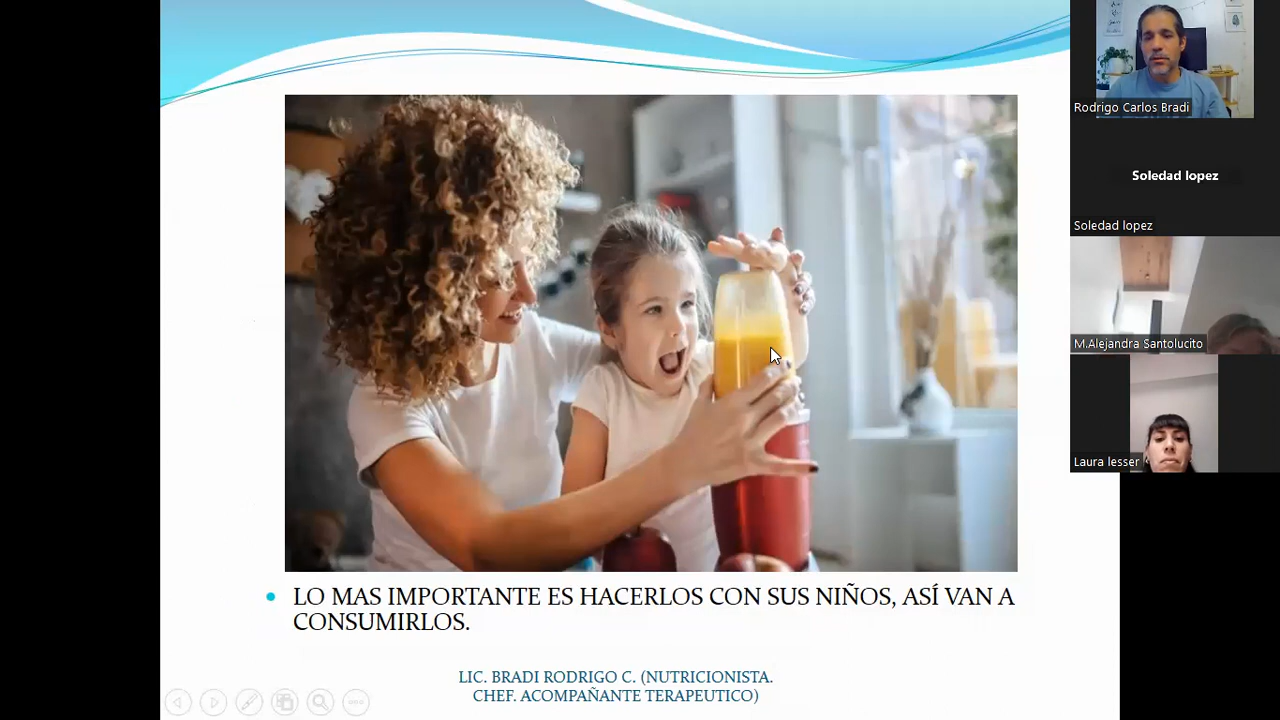 LO MAS IMPORTANTE ES HACERLOS CON SUS NIÑOS, ASÍ VAN A
CONSUMIRLOS.
LIC. BRADI RODRIGO C. (NUTRICIONISTA.
CHEF. ACOMPAÑANTE TERAPEUTICO)
Rodrigo Carlos Bradi
Soledad lopez
Soledad lopez
M.Alejandra Santolucito
Laura lesser